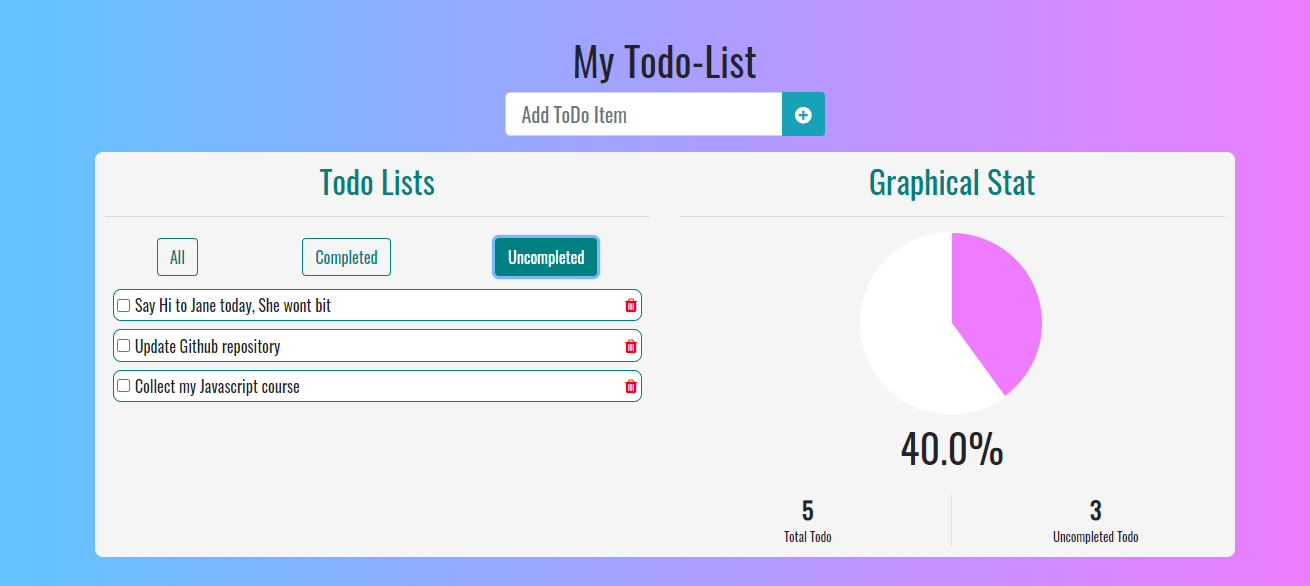 My Todo-List
Add ToDo Item
Todo Lists
All
Completed
Uncompleted
Say Hi to Jane today, She wont bit
Update Github repository
Collect my Javascript course
Graphical Stat
40.0%
5
Total Todo
3
Uncompleted Todo